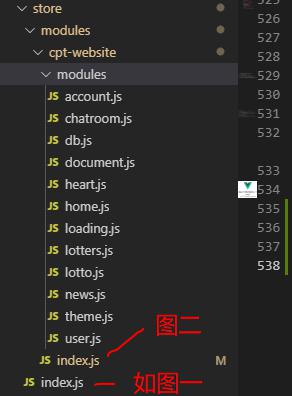 store
modules
cpt-website
modules
JS account.js
JS chatroom.js
JS db.js
JS document.js
JS heart.js
JS home.js
JS loading.js
JS lotters.js
JS lotto.js
JS news.js
JS theme.js
JS user.js
图二
JS index.js M
JS index.js 如图一
526
527
528
529
530
531
532
533
534
535
536
537
538